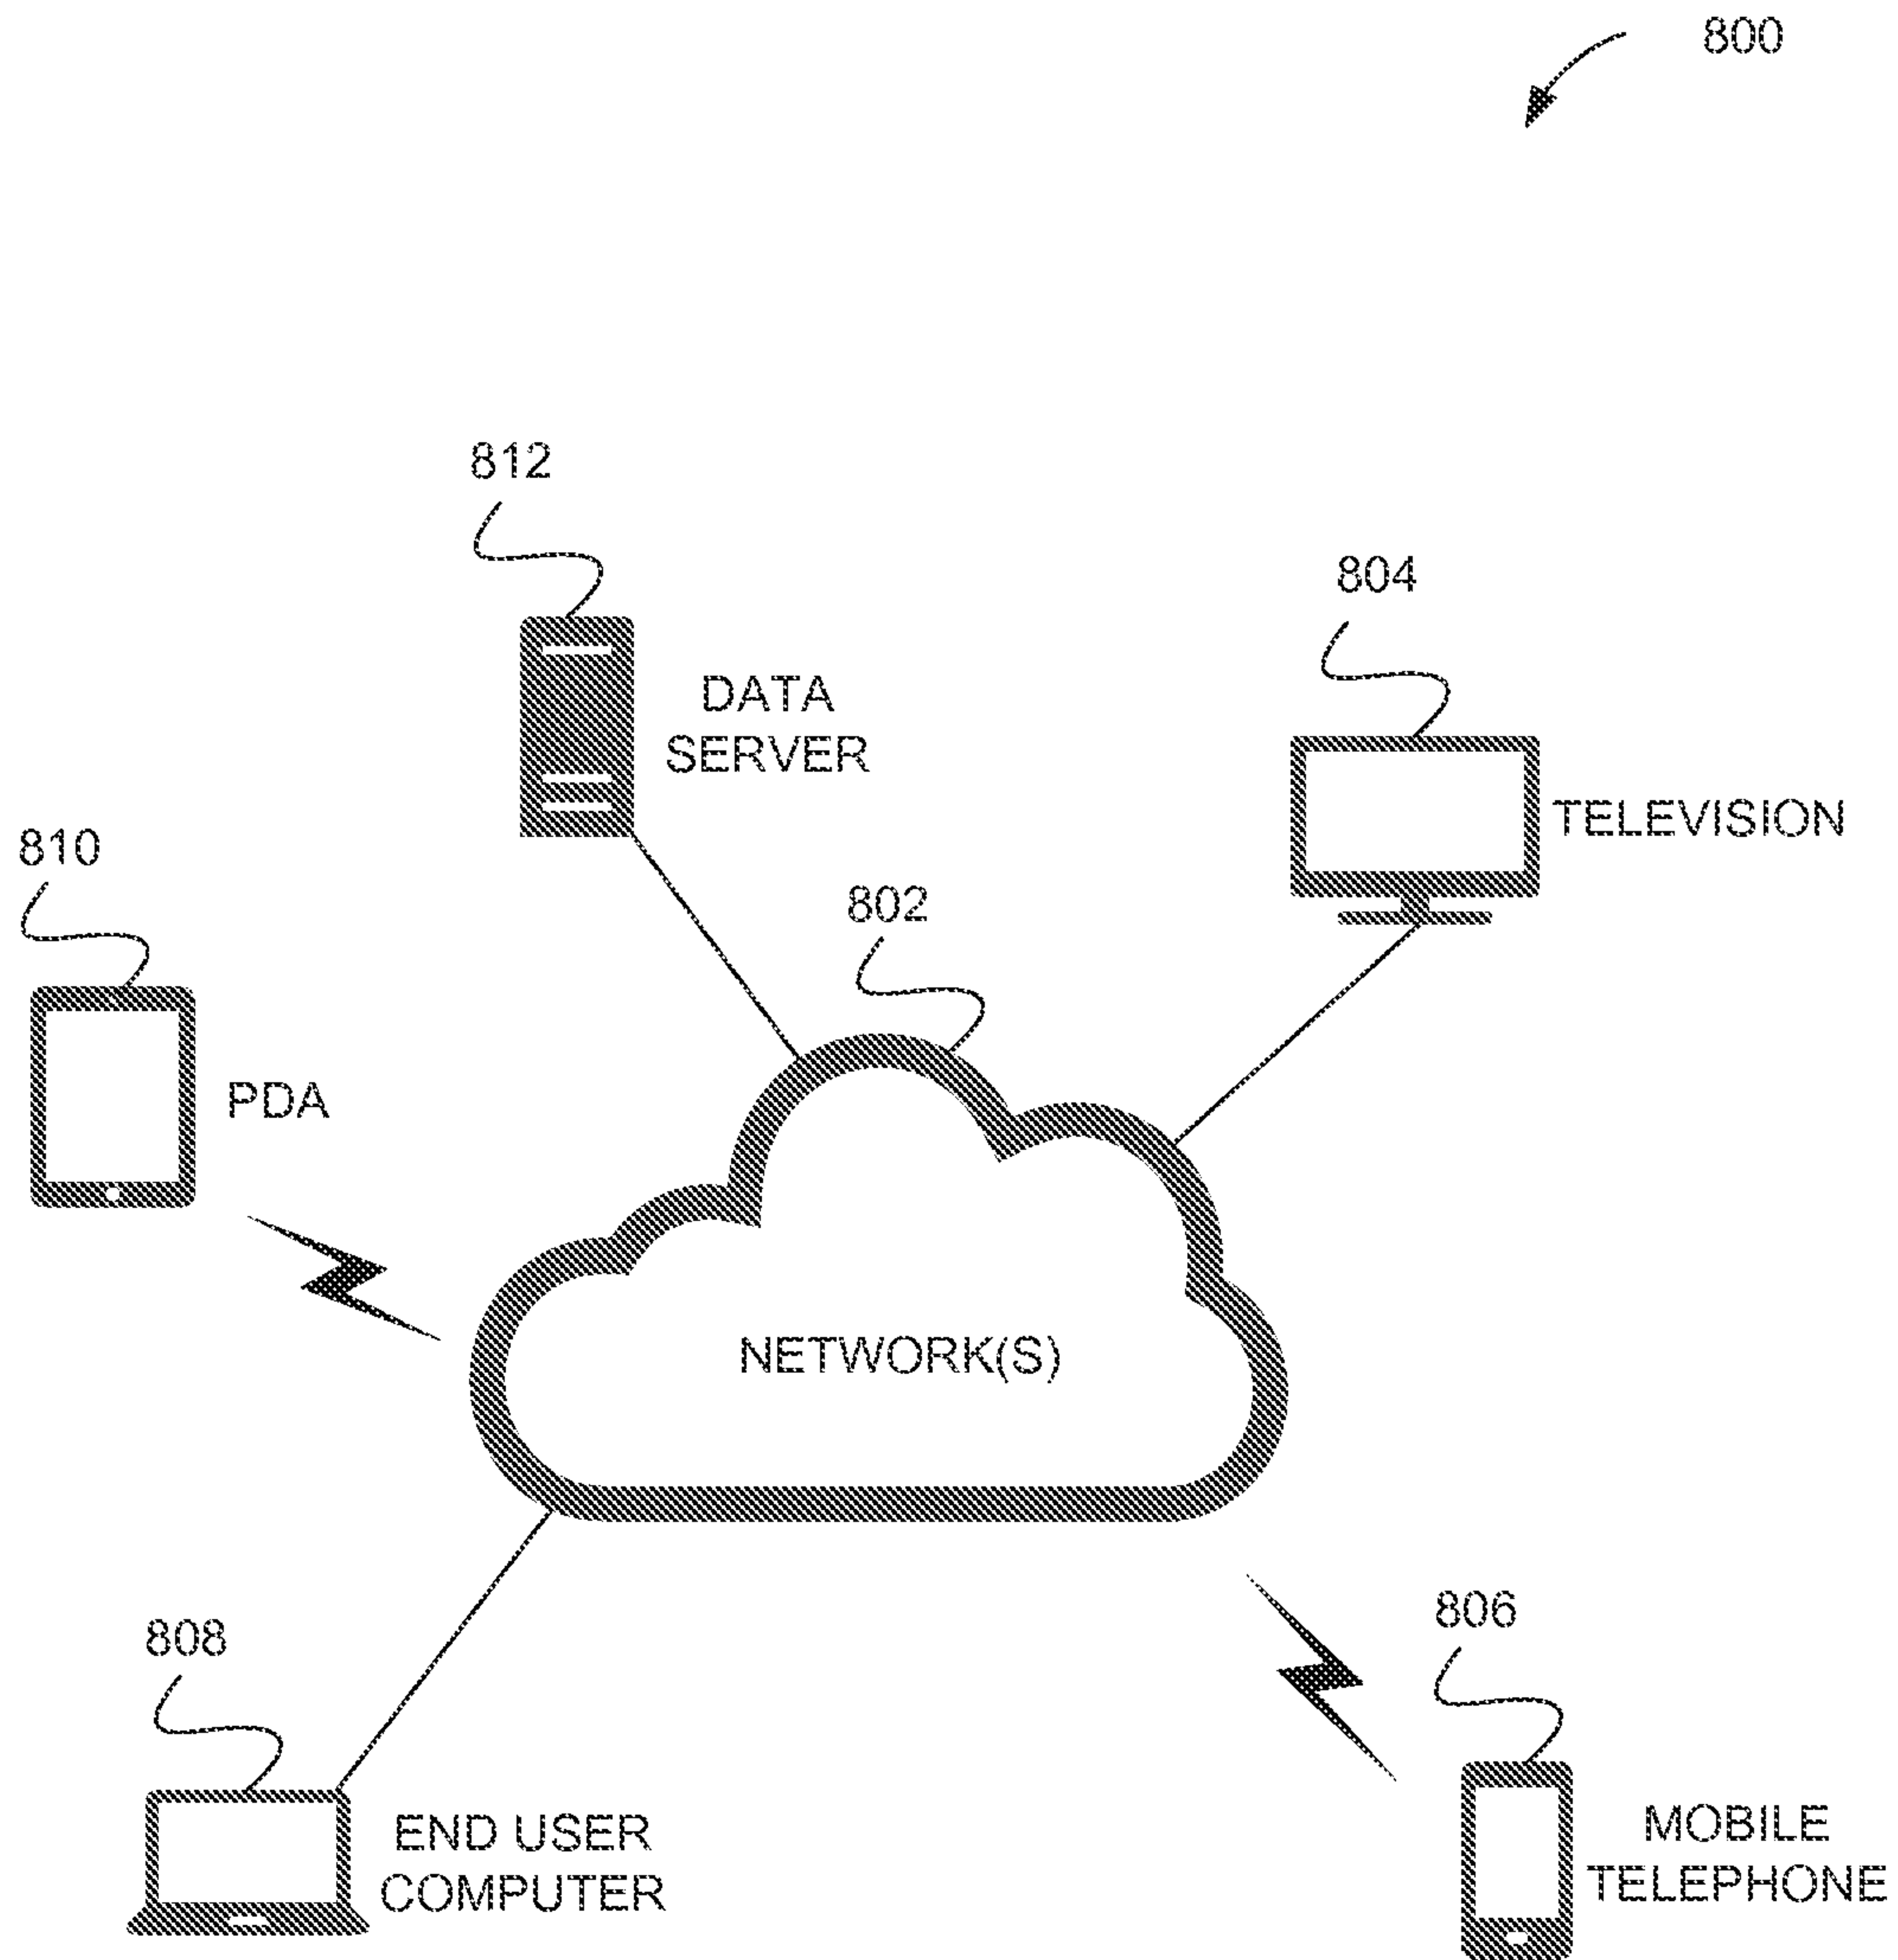 800
812
804
DATA
SERVER
TELEVISION
810
802
PDA
NETWORK(S)
808
806
END USER
COMPUTER
MOBILE
TELEPHONE